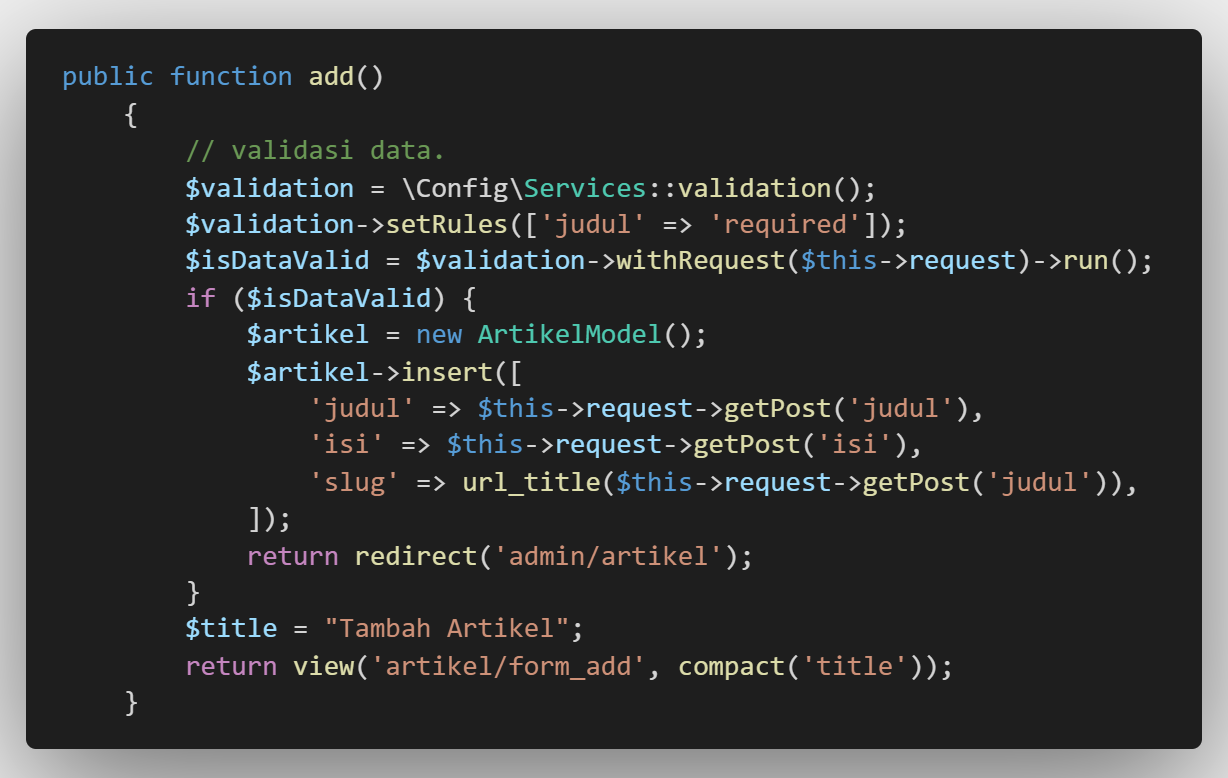 public function add()
    {
        // validasi data.
        $validation = \Config\Services::validation();
        $validation->setRules(['judul' => 'required']);
        $isDataValid = $validation->withRequest($this->request)->run();
        if ($isDataValid) {
            $artikel = new ArtikelModel();
            $artikel->insert([
                'judul' => $this->request->getPost('judul'),
                'isi' => $this->request->getPost('isi'),
                'slug' => url_title($this->request->getPost('judul')),
            ]);
            return redirect('admin/artikel');
        }
        $title = "Tambah Artikel";
        return view('artikel/form_add', compact('title'));
    }